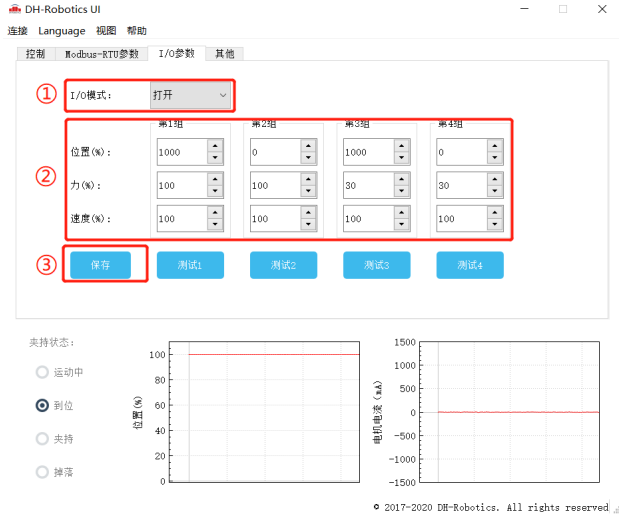 DH-Robotics UI
连接 Language 视图 帮助
控制 Modbus-RTU参数 I/O参数 其他
① I/O模式: 打开
第1组 第2组 第3组 第4组
② 位置(%): 1000 0 1000 0
力(%): 100 100 30 30
速度(%): 100 100 100 100
③ 保存 测试1 测试2 测试3 测试4
夹持状态:
运动中
到位
夹持
掉落
位置(%)
100
80
60
40
20
0
电机电流(mA)
1500
1000
500
0
-500
-1000
-1500
© 2017-2020 DH-Robotics. All rights reserved